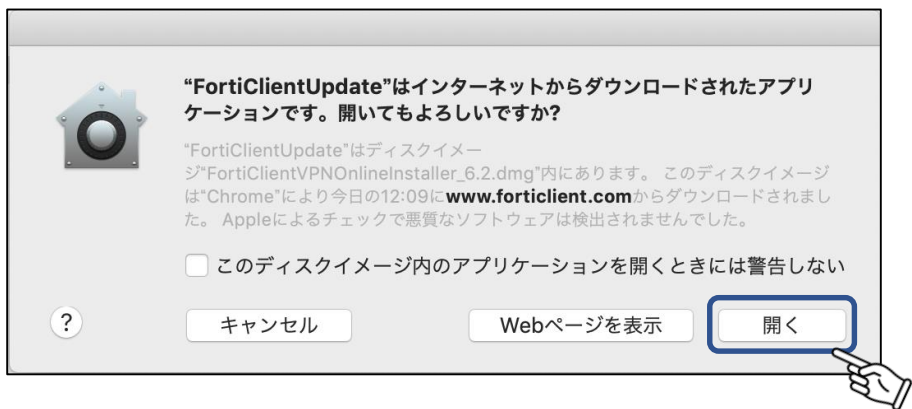 “FortiClientUpdate”はインターネットからダウンロードされたアプリ
ケーションです。開いてもよろしいですか?
“FortiClientUpdate”はディスクイメー
ジ“FortiClientVPNOnlineInstaller_6.2.dmg”内にあります。 このディスクイメージ
は“Chrome”により今日の12:09にwww.forticlient.comからダウンロードされまし
た。 Appleによるチェックで悪質なソフトウェアは検出されませんでした。
このディスクイメージ内のアプリケーションを開くときには警告しない
? キャンセル Webページを表示 開く